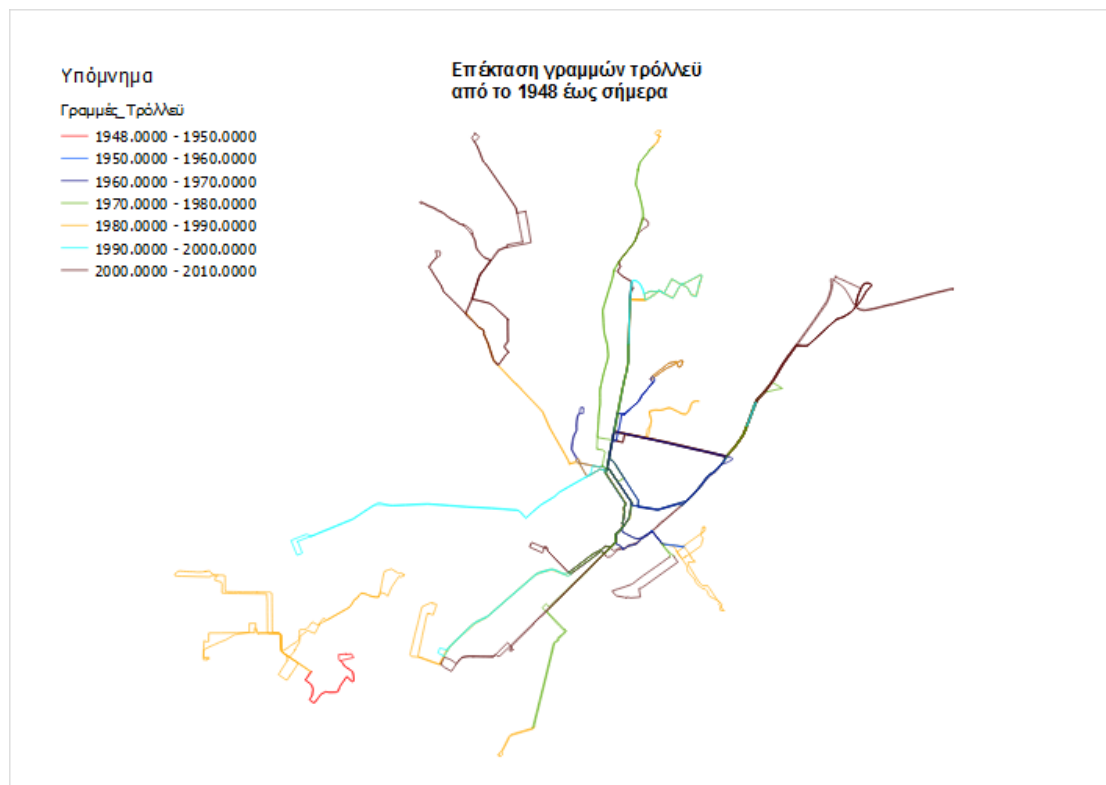 Υπόμνημα
Επέκταση γραμμών τρόλλεϋ
από το 1948 έως σήμερα
Γραμμές_Τρόλλεϋ
1948.0000 - 1950.0000
1950.0000 - 1960.0000
1960.0000 - 1970.0000
1970.0000 - 1980.0000
1980.0000 - 1990.0000
1990.0000 - 2000.0000
2000.0000 - 2010.0000